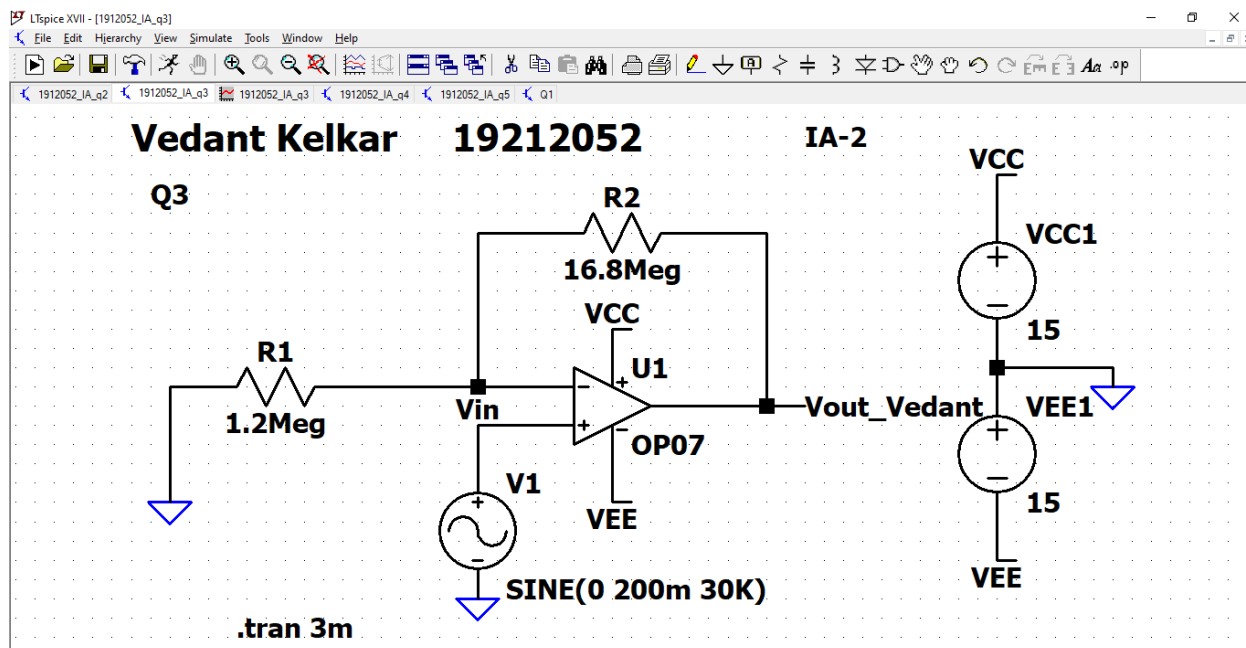 LTspice XVII - [1912052_IA_q3]
File Edit Hierarchy View Simulate Tools Window Help
Aa .op
1912052_IA_q2 1912052_IA_q3 1912052_IA_q3 1912052_IA_q4 1912052_IA_q5 Q1
Vedant Kelkar 19212052 IA-2
VCC
Q3
R2
VCC1
16.8Meg
VCC
15
R1
U1
1.2Meg
Vin
Vout_Vedant
VEE1
OP07
V1
VEE
15
SINE(0 200m 30K)
VEE
.tran 3m